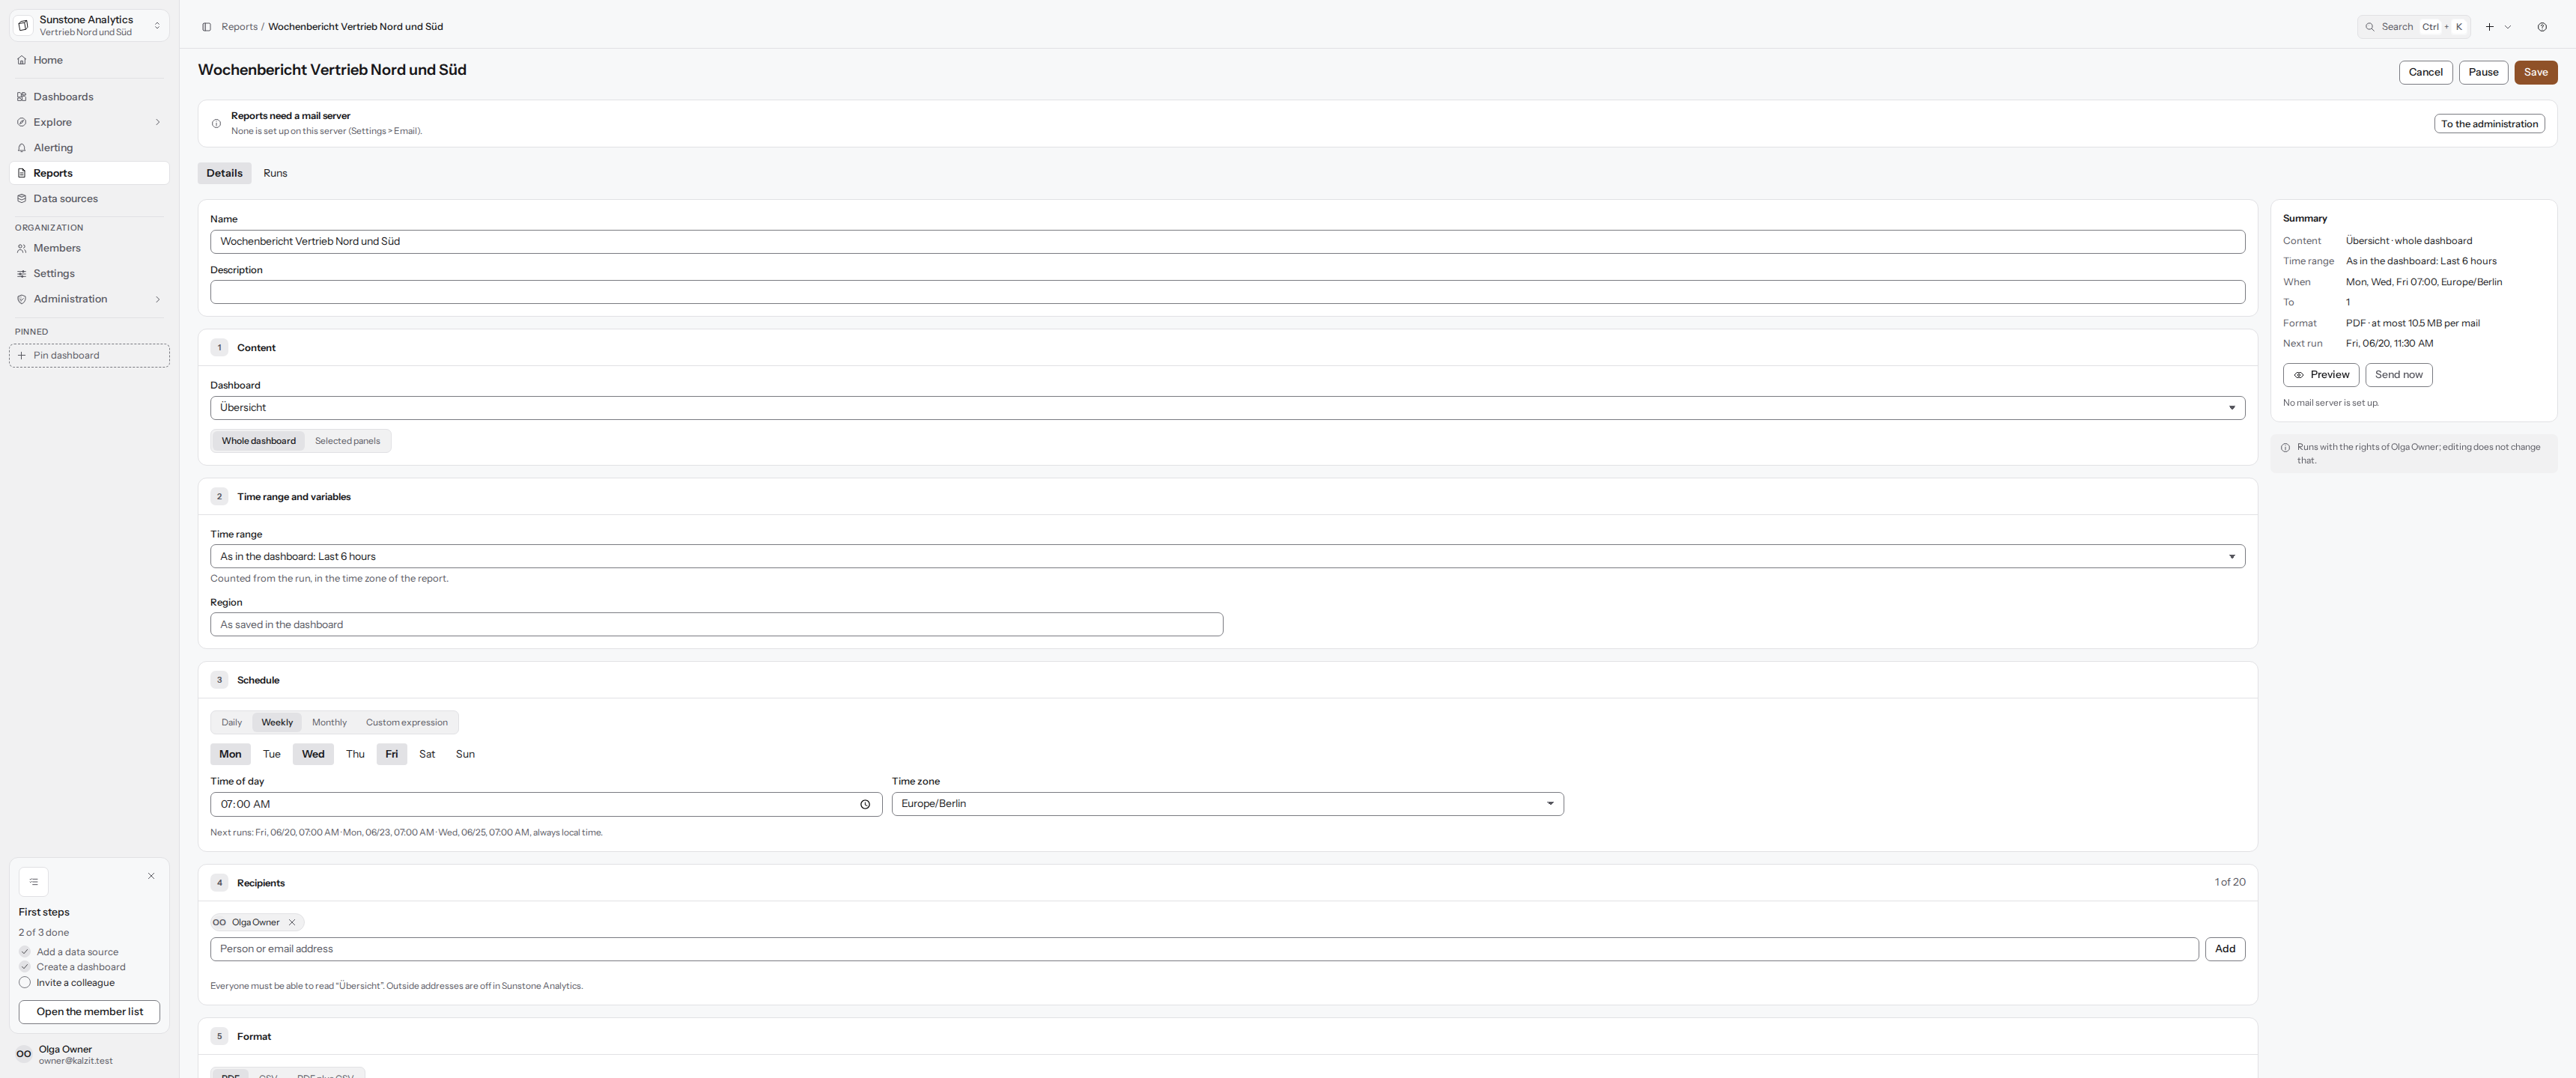 Sunstone Analytics
Vertrieb Nord und Süd
Home
Dashboards
Explore
Alerting
Reports
Data sources
ORGANIZATION
Members
Settings
Administration
PINNED
Pin dashboard
First steps
2 of 3 done
Add a data source
Create a dashboard
Invite a colleague
Open the member list
OO Olga Owner
owner@kalzit.test
Reports / Wochenbericht Vertrieb Nord und Süd
Search Ctrl + K
Wochenbericht Vertrieb Nord und Süd
Cancel Pause Save
Reports need a mail server
None is set up on this server (Settings > Email).
To the administration
Details Runs
Name
Wochenbericht Vertrieb Nord und Süd
Description
1 Content
Dashboard
Übersicht
Whole dashboard Selected panels
2 Time range and variables
Time range
As in the dashboard: Last 6 hours
Counted from the run, in the time zone of the report.
Region
As saved in the dashboard
3 Schedule
Daily Weekly Monthly Custom expression
Mon Tue Wed Thu Fri Sat Sun
Time of day Time zone
07:00 AM Europe/Berlin
Next runs: Fri, 06/20, 07:00 AM · Mon, 06/23, 07:00 AM · Wed, 06/25, 07:00 AM, always local time.
4 Recipients 1 of 20
OO Olga Owner
Person or email address Add
Everyone must be able to read “Übersicht”. Outside addresses are off in Sunstone Analytics.
5 Format
PDF CSV PDF plus CSV
Summary
Content Übersicht · whole dashboard
Time range As in the dashboard: Last 6 hours
When Mon, Wed, Fri 07:00, Europe/Berlin
To 1
Format PDF · at most 10.5 MB per mail
Next run Fri, 06/20, 11:30 AM
Preview Send now
No mail server is set up.
Runs with the rights of Olga Owner; editing does not change
that.